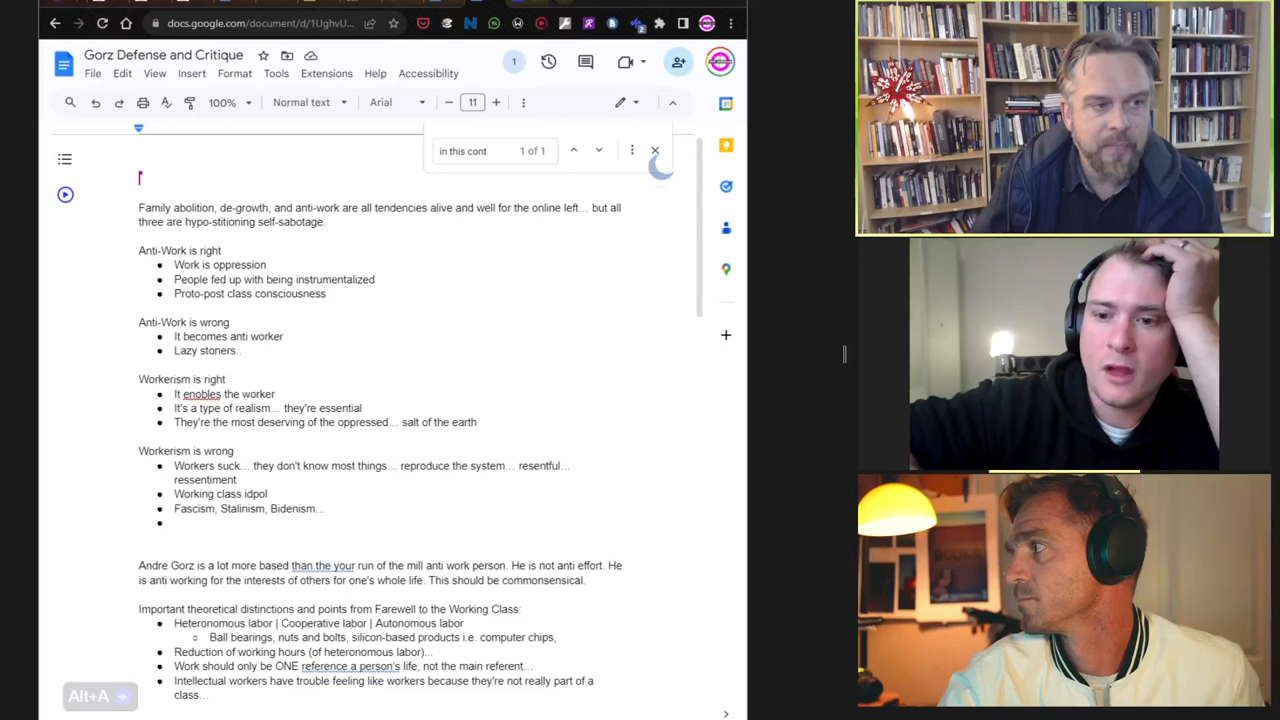 docs.google.com/document/d/1UghvU...
Gorz Defense and Critique
File Edit View Insert Format Tools Extensions Help Accessibility
1
100% Normal text Arial 11
in this cont 1 of 1
Family abolition, de-growth, and anti-work are all tendencies alive and well for the online left... but all
three are hypo-stitioning self-sabotage.
Anti-Work is right
● Work is oppression
● People fed up with being instrumentalized
● Proto-post class consciousness
Anti-Work is wrong
● It becomes anti worker
● Lazy stoners..
Workerism is right
● It enobles the worker
● It's a type of realism... they're essential
● They're the most deserving of the oppressed... salt of the earth
Workerism is wrong
● Workers suck... they don't know most things... reproduce the system... resentful...
ressentiment
● Working class idpol
● Fascism, Stalinism, Bidenism...
●
Andre Gorz is a lot more based than the your run of the mill anti work person. He is not anti effort. He
is anti working for the interests of others for one's whole life. This should be commonsensical.
Important theoretical distinctions and points from Farewell to the Working Class:
● Heteronomous labor | Cooperative labor | Autonomous labor
○ Ball bearings, nuts and bolts, silicon-based products i.e. computer chips,
● Reduction of working hours (of heteronomous labor)...
● Work should only be ONE reference a person's life, not the main referent...
● Intellectual workers have trouble feeling like workers because they're not really part of a
class...
Alt+A